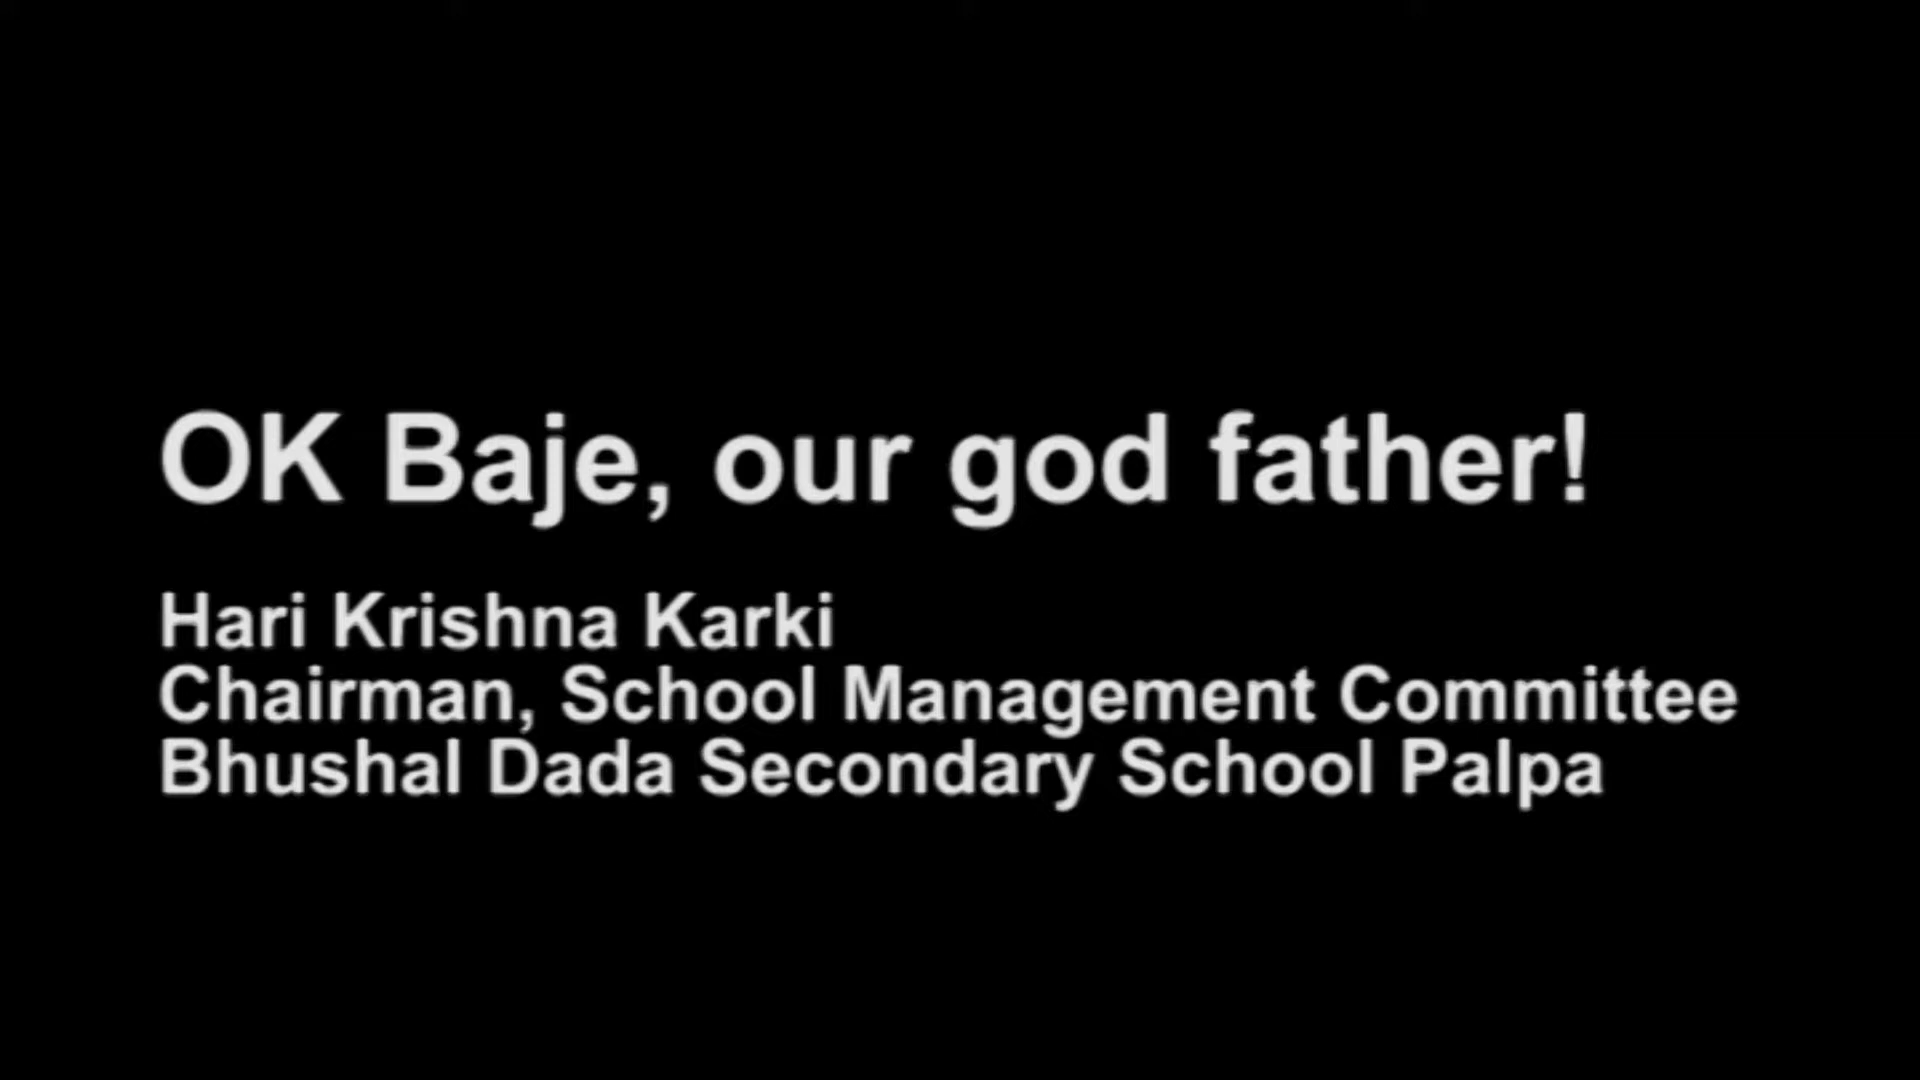 OK Baje, our god father!
Hari Krishna Karki
Chairman, School Management Committee
Bhushal Dada Secondary School Palpa